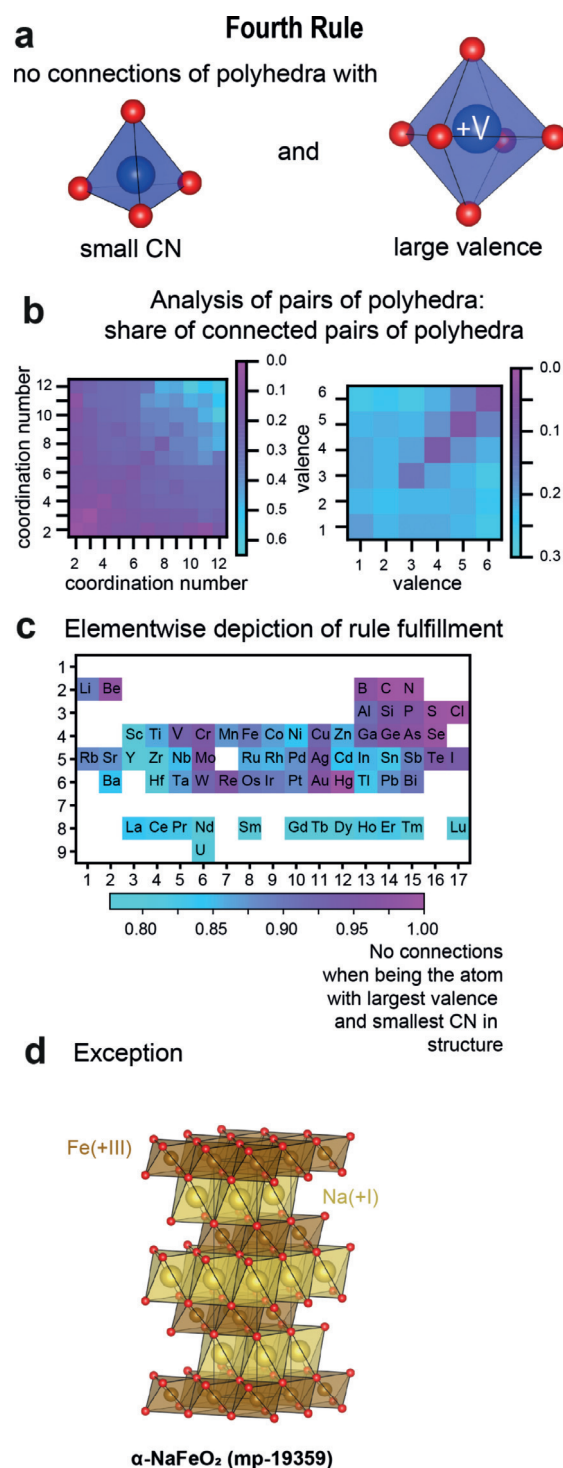 a
Fourth Rule
no connections of polyhedra with
+V
and
small CN
large valence
b
Analysis of pairs of polyhedra:
share of connected pairs of polyhedra
coordination number
12
10
8
6
4
2
2 4 6 8 10 12
coordination number
0.0
0.1
0.2
0.3
0.4
0.5
0.6
valence
6
5
4
3
2
1
1 2 3 4 5 6
valence
0.0
0.1
0.2
0.3
c
Elementwise depiction of rule fulfillment
1
2 Li Be B C N
3 Al Si P S Cl
4 Sc Ti V Cr Mn Fe Co Ni Cu Zn Ga Ge As Se
5 Rb Sr Y Zr Nb Mo Ru Rh Pd Ag Cd In Sn Sb Te I
6 Ba Hf Ta W Re Os Ir Pt Au Hg Tl Pb Bi
7
8 La Ce Pr Nd Sm Gd Tb Dy Ho Er Tm Lu
9 U
1 2 3 4 5 6 7 8 9 10 11 12 13 14 15 16 17
0.80 0.85 0.90 0.95 1.00
No connections
when being the atom
with largest valence
and smallest CN in
structure
d
Exception
Fe(+III)
Na(+I)
α-NaFeO₂ (mp-19359)